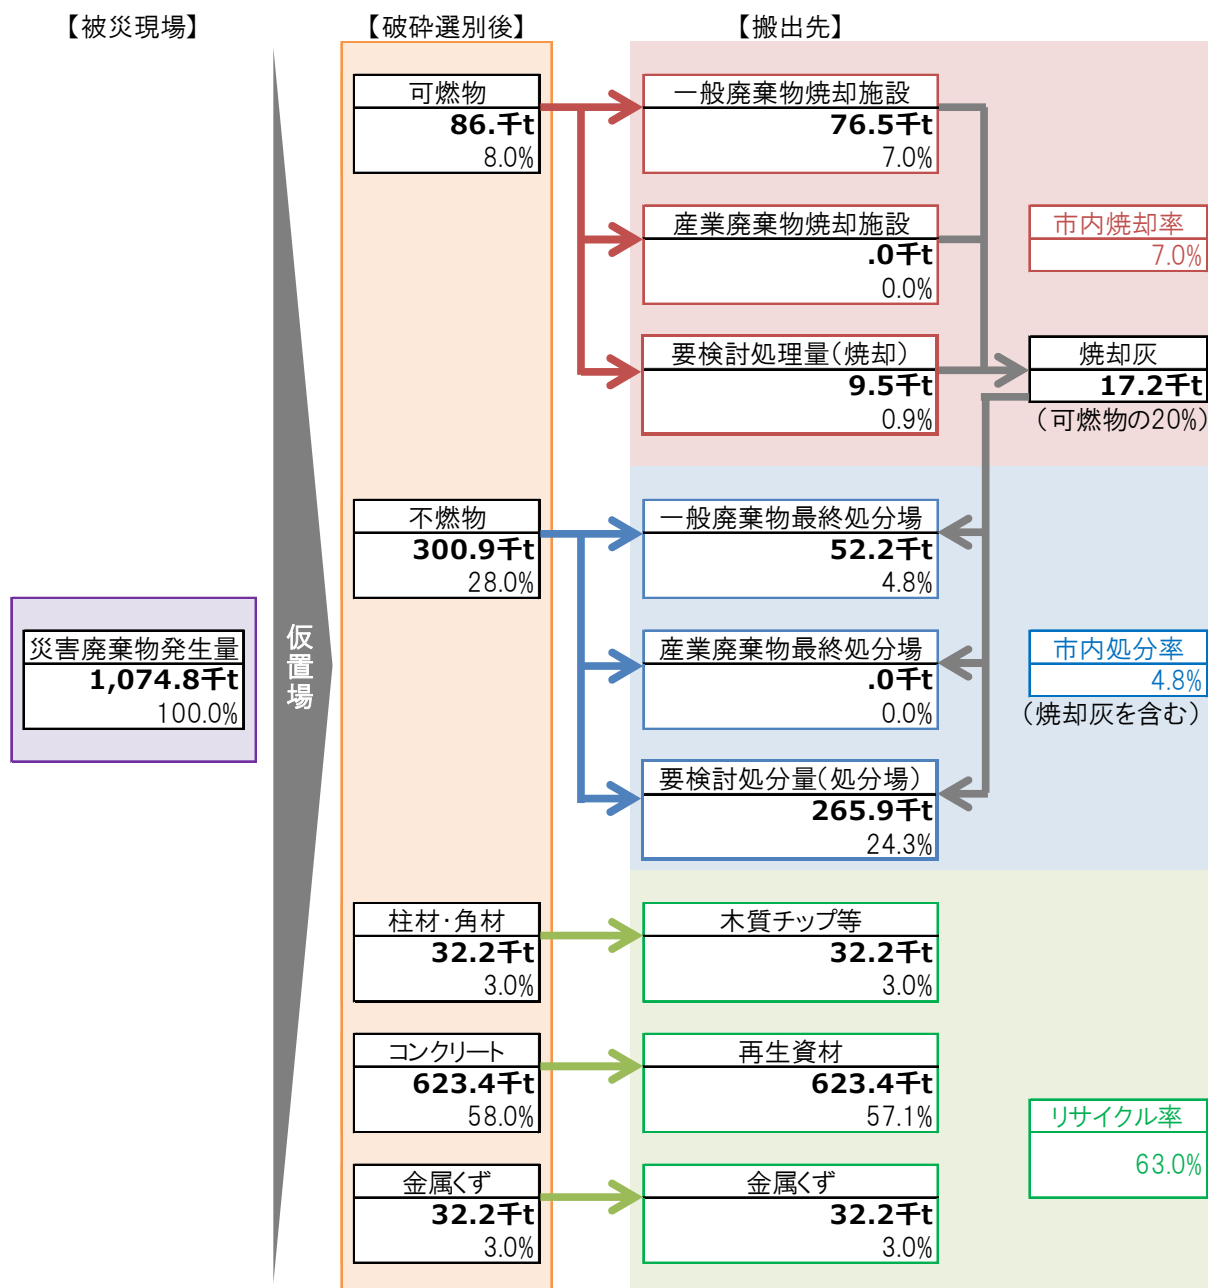 【被災現場】
【破砕選別後】
【搬出先】
災害廃棄物発生量
1,074.8千t
100.0%
仮置場
可燃物
86.千t
8.0%
一般廃棄物焼却施設
76.5千t
7.0%
産業廃棄物焼却施設
.0千t
0.0%
市内焼却率
7.0%
要検討処理量(焼却)
9.5千t
0.9%
焼却灰
17.2千t
(可燃物の20%)
不燃物
300.9千t
28.0%
一般廃棄物最終処分場
52.2千t
4.8%
産業廃棄物最終処分場
.0千t
0.0%
市内処分率
4.8%
(焼却灰を含む)
要検討処分量(処分場)
265.9千t
24.3%
柱材・角材
32.2千t
3.0%
木質チップ等
32.2千t
3.0%
コンクリート
623.4千t
58.0%
再生資材
623.4千t
57.1%
リサイクル率
63.0%
金属くず
32.2千t
3.0%
金属くず
32.2千t
3.0%